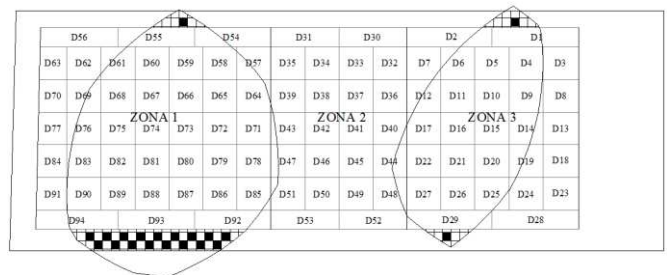 D56 D55 D54 D31 D30 D2 D1
D63 D62 D61 D60 D59 D58 D57 D35 D34 D33 D32 D7 D6 D5 D4 D3
D70 D69 D68 D67 D66 D65 D64 D39 D38 D37 D36 D12 D11 D10 D9 D8
ZONA 1 ZONA 2 ZONA 3
D77 D76 D75 D74 D73 D72 D71 D43 D42 D41 D40 D17 D16 D15 D14 D13
D84 D83 D82 D81 D80 D79 D78 D47 D46 D45 D44 D22 D21 D20 D19 D18
D91 D90 D89 D88 D87 D86 D85 D51 D50 D49 D48 D27 D26 D25 D24 D23
D94 D93 D92 D53 D52 D29 D28